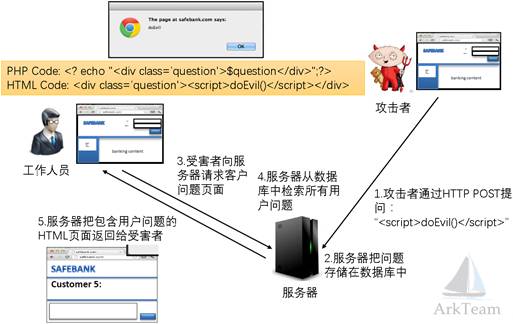 The page at safebank.com says:
doEvil()
OK
PHP Code: <? echo "<div class='question'>$question</div>";?>
HTML Code: <div class='question'><script>doEvil()</script></div>
SAFEBANK
banking content
工作人员
banking content
攻击者
3.受害者向服
务器请求客户
问题页面
4.服务器从数据
库中检索所有用
户问题
1.攻击者通过HTTP POST提
问：
“<script>doEvil()</script>”
5.服务器把包含用户问题的
HTML页面返回给受害者
2.服务器把问题
存储在数据库中
服务器
SAFEBANK
Customer 5:
ArkTeam